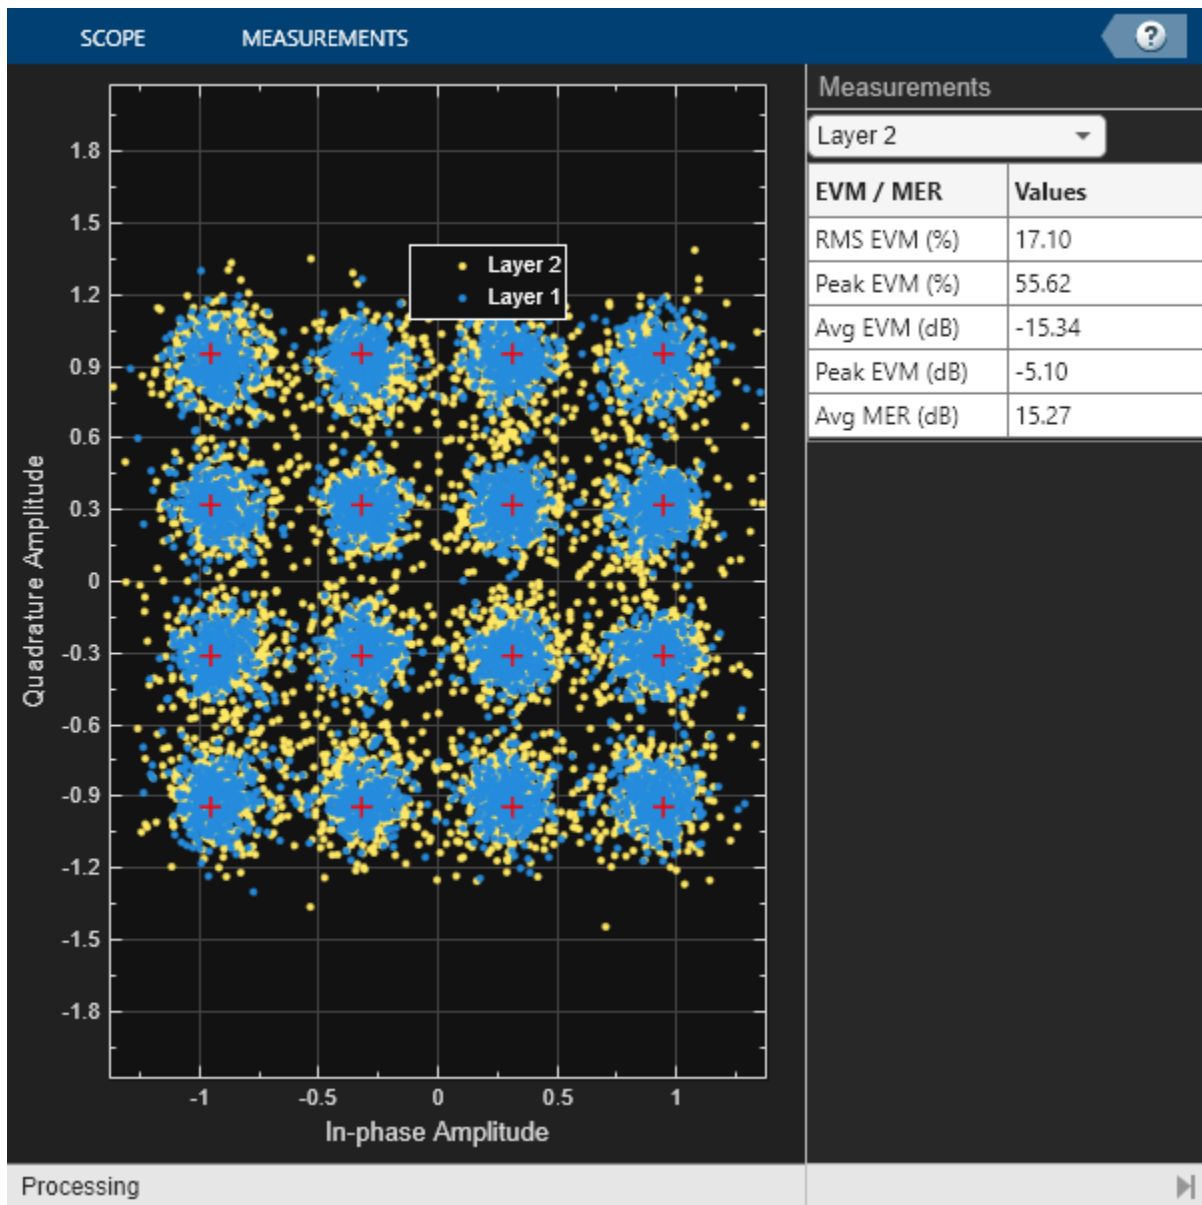 SCOPE MEASUREMENTS ?
Measurements
Layer 2
EVM / MER Values
RMS EVM (%) 17.10
Peak EVM (%) 55.62
Avg EVM (dB) -15.34
Peak EVM (dB) -5.10
Avg MER (dB) 15.27
Layer 2
Layer 1
Quadrature Amplitude
1.8
1.5
1.2
0.9
0.6
0.3
0
-0.3
-0.6
-0.9
-1.2
-1.5
-1.8
-1 -0.5 0 0.5 1
In-phase Amplitude
Processing